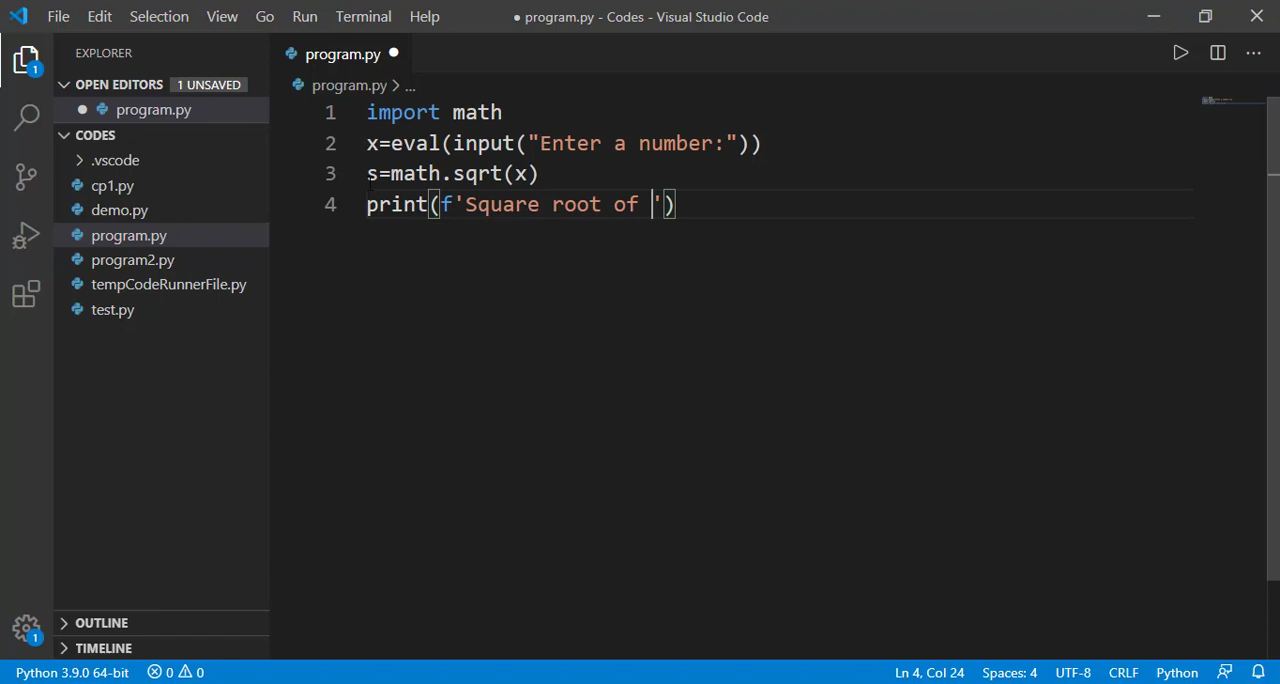 File Edit Selection View Go Run Terminal Help ● program.py - Codes - Visual Studio Code
EXPLORER
OPEN EDITORS 1 UNSAVED
program.py
CODES
.vscode
cp1.py
demo.py
program.py
program2.py
tempCodeRunnerFile.py
test.py
OUTLINE
TIMELINE
1
1
program.py
program.py > ...
1 import math
2 x=eval(input("Enter a number:"))
3 s=math.sqrt(x)
4 print(f'Square root of ')
Python 3.9.0 64-bit 0 0 Ln 4, Col 24 Spaces: 4 UTF-8 CRLF Python